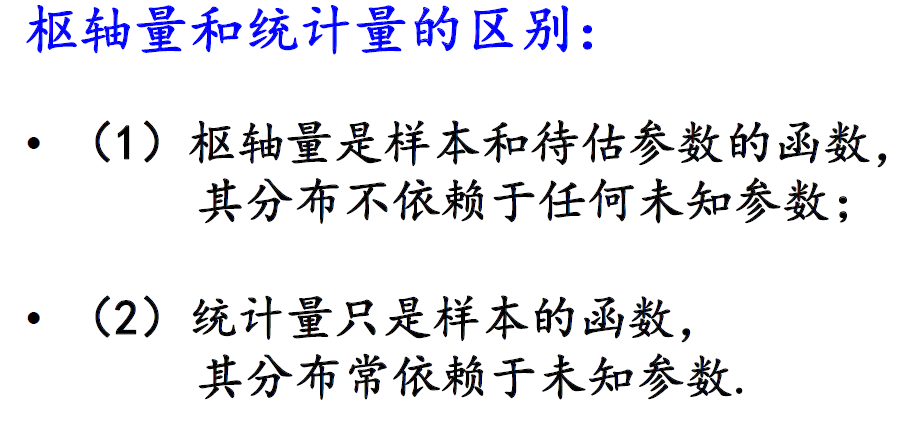 枢轴量和统计量的区别：
• （1）枢轴量是样本和待估参数的函数，
其分布不依赖于任何未知参数；
• （2）统计量只是样本的函数，
其分布常依赖于未知参数.